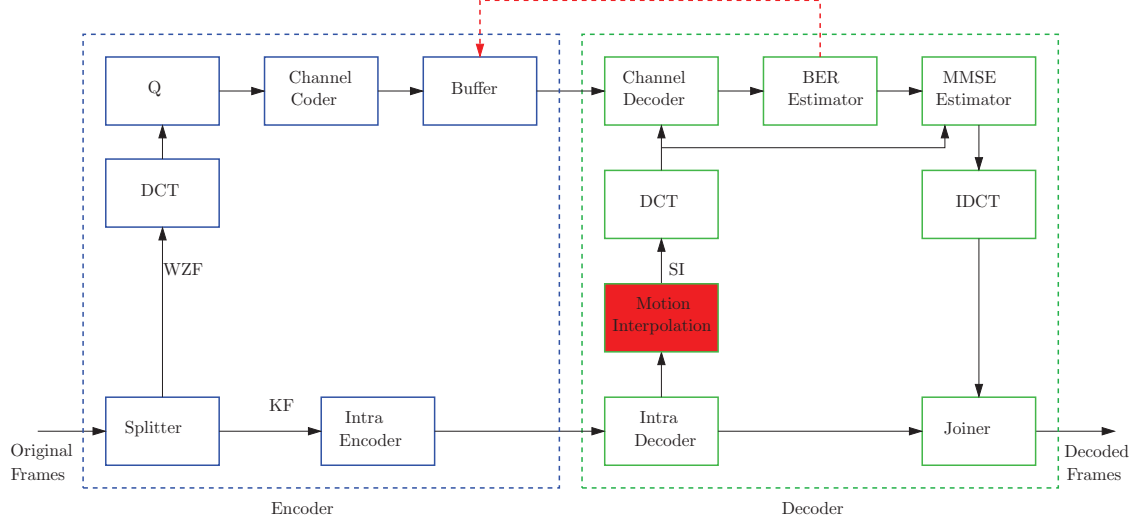 Q
Channel
Coder
Buffer
Channel
Decoder
BER
Estimator
MMSE
Estimator
DCT
DCT
IDCT
WZF
SI
Motion
Interpolation
Splitter
KF
Intra
Encoder
Intra
Decoder
Joiner
Original
Frames
Decoded
Frames
Encoder
Decoder